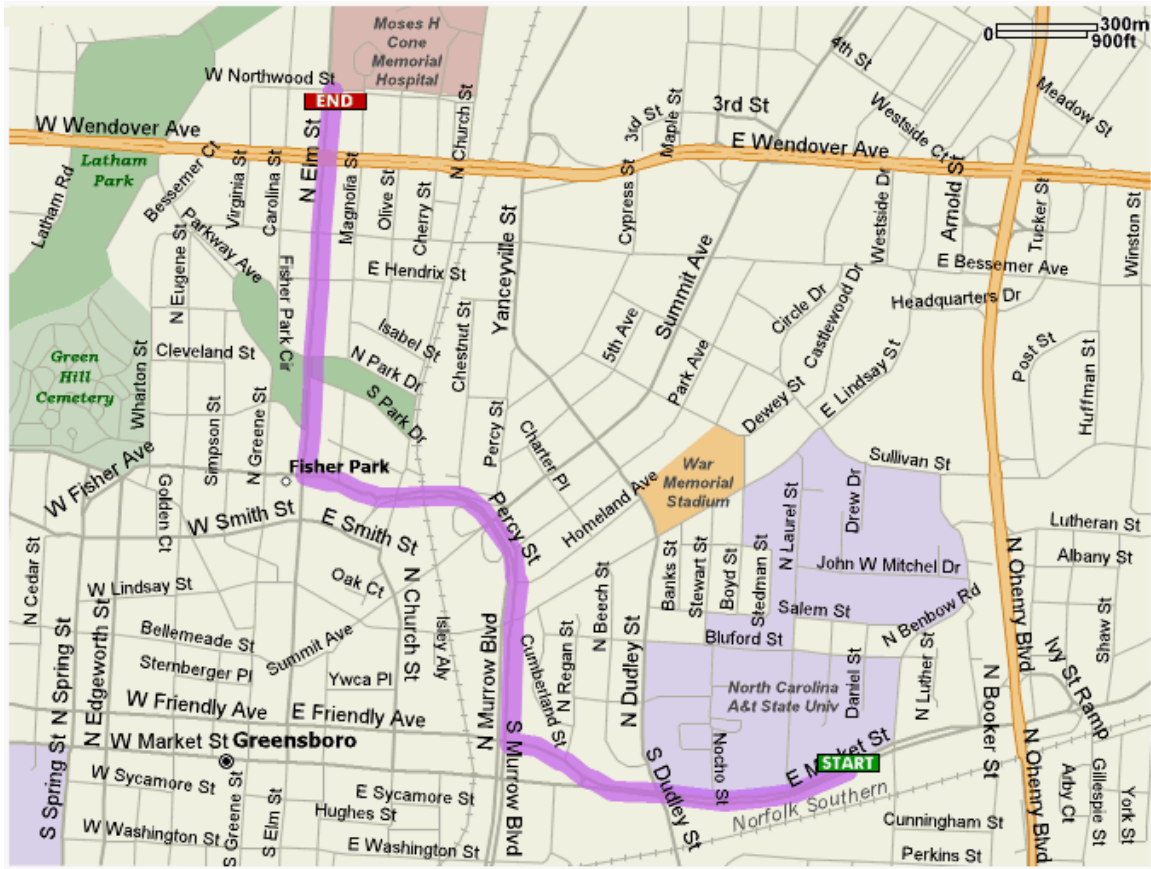 Moses H
Cone
Memorial
Hospital
300m
0
900ft
4th St
W Northwood St
END
N Church St
Maple St
3rd St
3rd St
Westside Ct
Meadow St
W Wendover Ave
E Wendover Ave
Latham
Park
Latham Rd
Bessemer Ct
Virginia St
Carolina St
N Elm St
Magnolia St
Olive St
Cherry St
Cypress St
Westside Dr
Arnold St
Tucker St
Winston St
Parkway Ave
N Eugene St
Fisher Park Cir
E Hendrix St
Yanceyville St
Summit Ave
E Bessemer Ave
Headquarters Dr
Circle Dr
Castlewood Dr
Isabel St
N Park Dr
S Park Dr
Chestnut St
5th Ave
Park Ave
Post St
Huffman St
Green
Hill
Cemetery
Cleveland St
Wharton St
Simpson St
N Greene St
Dewey St
E Lindsay St
Percy St
Charter Pl
W Fisher Ave
Fisher Park
Golden Ct
War
Memorial
Stadium
Homeland Ave
Sullivan St
N Laurel St
Drew Dr
Percy St
W Smith St
E Smith St
Lutheran St
Albany St
N Cedar St
W Lindsay St
Oak Ct
N Church St
Isley Aly
N Beech St
Banks St
Stewart St
Boyd St
Stedman St
John W Mitchel Dr
Salem St
N Benbow Rd
N Ohenry Blvd
Shaw St
N Spring St
N Edgeworth St
Bellemeade St
Summit Ave
Sternberger Pl
Ywca Pl
N Murrow Blvd
Cumberland St
N Regan St
N Dudley St
Bluford St
Daniel St
N Luther St
N Booker St
Ivy St Ramp
North Carolina
A&t State Univ
W Friendly Ave
E Friendly Ave
W Market St
Greensboro
S Murrow Blvd
S Dudley St
Nocho St
E Market St
START
Norfolk Southern
S Spring St
W Sycamore St
E Sycamore St
S Greene St
S Elm St
Hughes St
W Washington St
E Washington St
Cunningham St
Perkins St
N Ohenry Blvd
Arby Ct
Gillespie St
York St